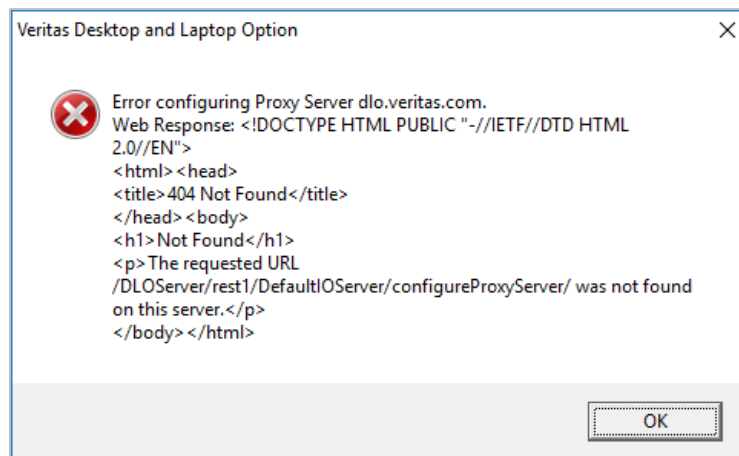 Veritas Desktop and Laptop Option
Error configuring Proxy Server dlo.veritas.com.
Web Response: <!DOCTYPE HTML PUBLIC "-//IETF//DTD HTML
2.0//EN">
<html><head>
<title>404 Not Found</title>
</head><body>
<h1>Not Found</h1>
<p>The requested URL
/DLOServer/rest1/DefaultIOServer/configureProxyServer/ was not found
on this server.</p>
</body></html>
OK